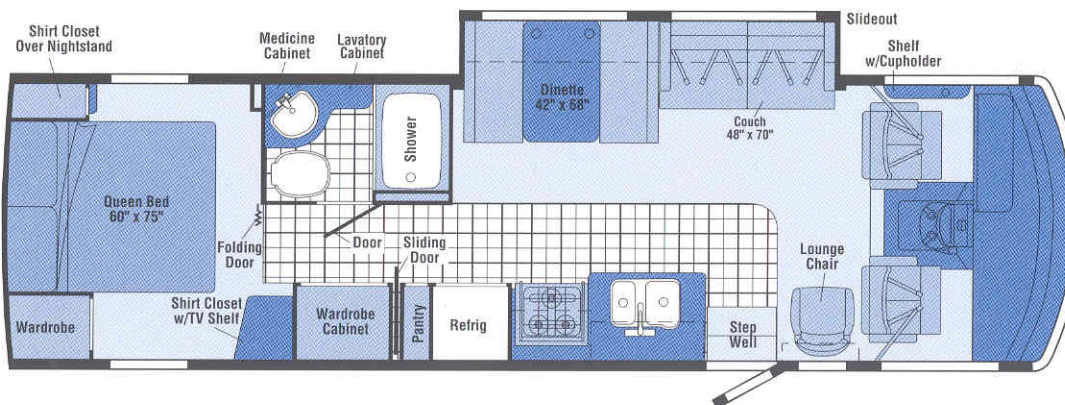 Shirt Closet
Over Nightstand
Medicine
Cabinet
Lavatory
Cabinet
Slideout
Shelf
w/Cupholder
Dinette
42" x 68"
Couch
48" x 70"
Shower
Queen Bed
60" x 75"
Folding
Door
Door
Sliding
Door
Lounge
Chair
Shirt Closet
w/TV Shelf
Wardrobe
Wardrobe
Cabinet
Pantry
Refrig
Step
Well